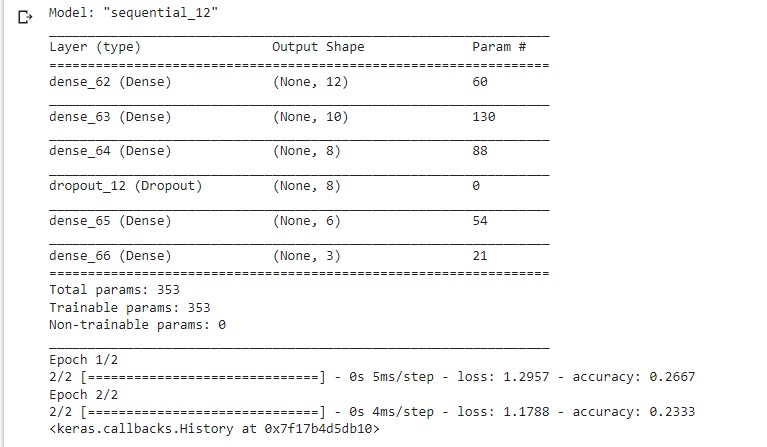 Model: "sequential_12"
Layer (type) Output Shape Param #
=================================================================
dense_62 (Dense) (None, 12) 60
dense_63 (Dense) (None, 10) 130
dense_64 (Dense) (None, 8) 88
dropout_12 (Dropout) (None, 8) 0
dense_65 (Dense) (None, 6) 54
dense_66 (Dense) (None, 3) 21
=================================================================
Total params: 353
Trainable params: 353
Non-trainable params: 0
Epoch 1/2
2/2 [==============================] - 0s 5ms/step - loss: 1.2957 - accuracy: 0.2667
Epoch 2/2
2/2 [==============================] - 0s 4ms/step - loss: 1.1788 - accuracy: 0.2333
<keras.callbacks.History at 0x7f17b4d5db10>